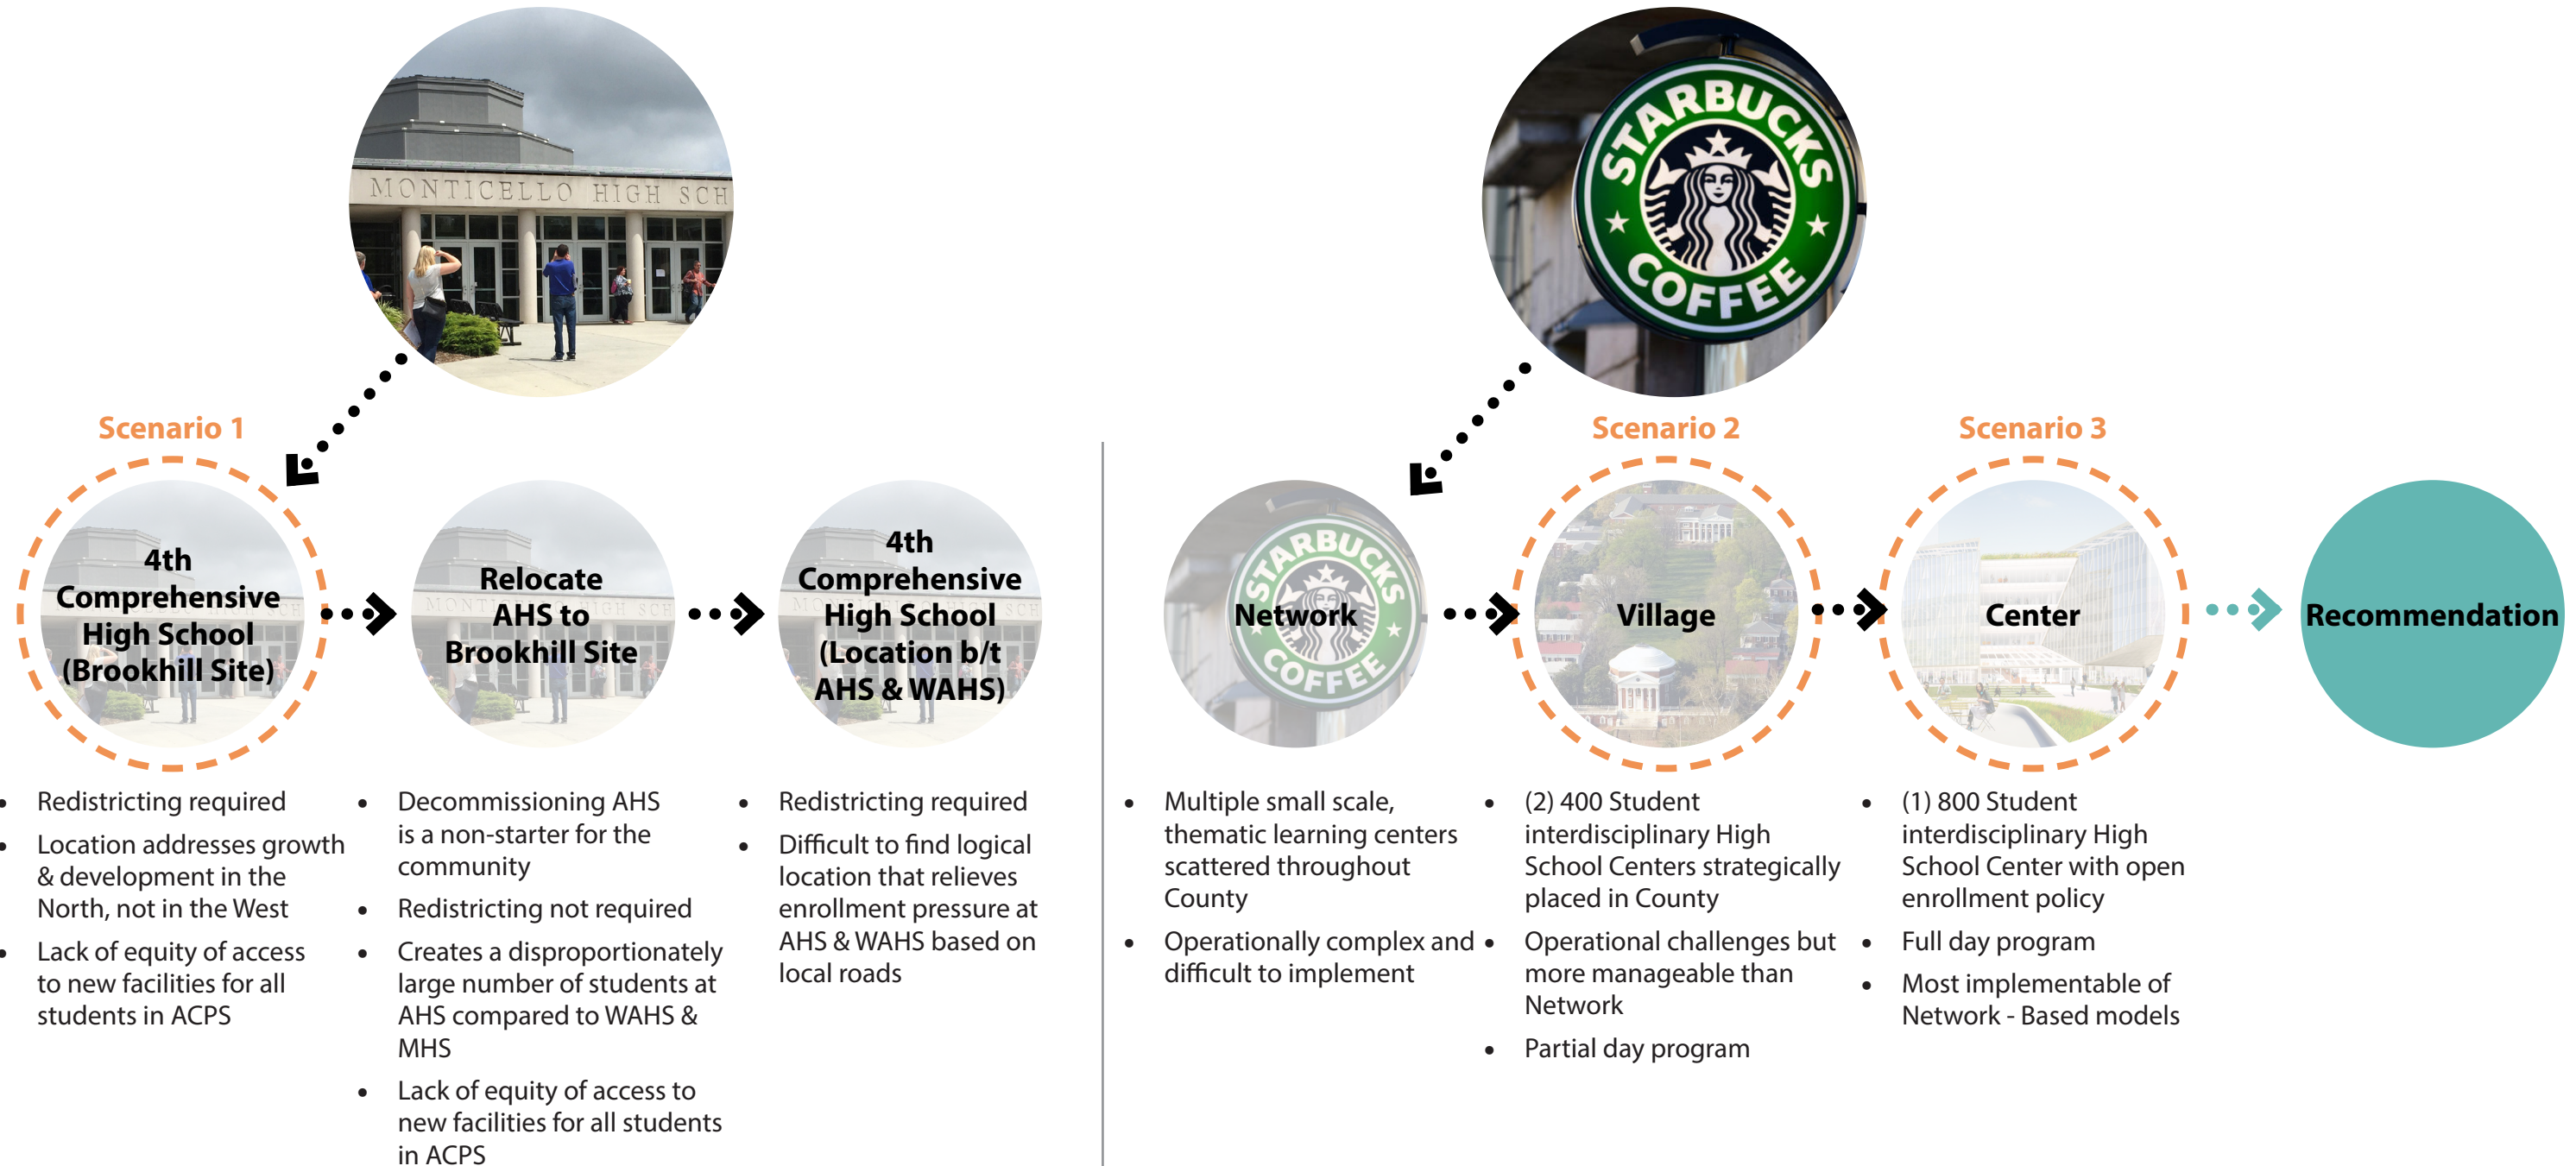 MONTICELLO HIGH SCH
STARBUCKS
COFFEE
Scenario 1
4th
Comprehensive
High School
(Brookhill Site)
• Redistricting required
• Location addresses growth
& development in the
North, not in the West
• Lack of equity of access
to new facilities for all
students in ACPS
MONTICELLO HIGH SCH
Relocate
AHS to
Brookhill Site
• Decommissioning AHS
is a non-starter for the
community
• Redistricting not required
• Creates a disproportionately
large number of students at
AHS compared to WAHS &
MHS
• Lack of equity of access to
new facilities for all students
in ACPS
4th
Comprehensive
High School
(Location b/t
AHS & WAHS)
• Redistricting required
• Difficult to find logical
location that relieves
enrollment pressure at
AHS & WAHS based on
local roads
STARBUCKS
Network
COFFEE
• Multiple small scale,
thematic learning centers
scattered throughout
County
• Operationally complex and
difficult to implement
Scenario 2
Village
• (2) 400 Student
interdisciplinary High
School Centers strategically
placed in County
• Operational challenges but
more manageable than
Network
• Partial day program
Scenario 3
Center
• (1) 800 Student
interdisciplinary High
School Center with open
enrollment policy
• Full day program
• Most implementable of
Network - Based models
Recommendation